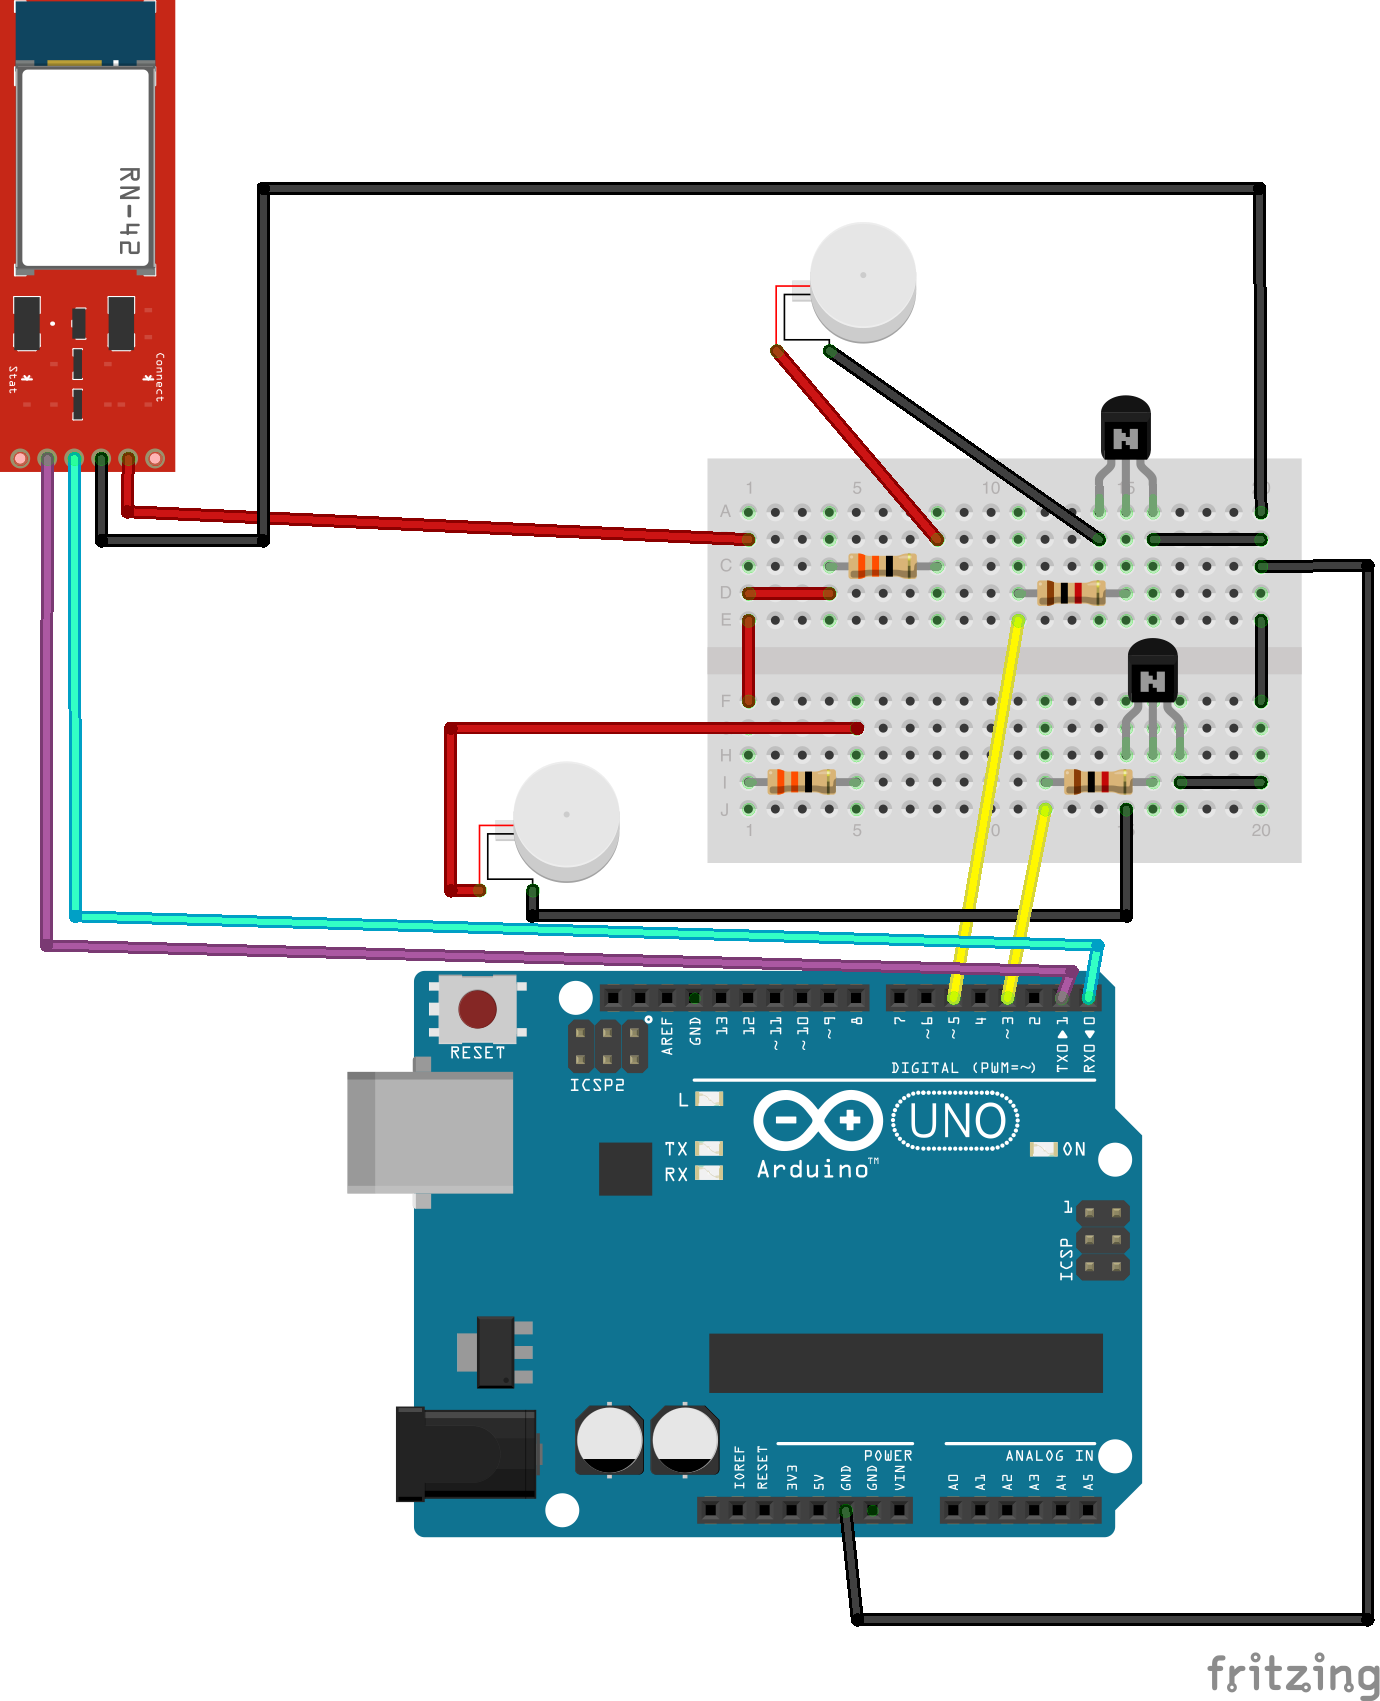 RN-42
Stat
Connect
1 5 10 15 20
A
C
D
E
F
H
I
J
1 5 10 20
N
N
RESET
ICSP2
AREF
GND
13
12
~11
~10
~9
8
7
~6
~5
4
~3
2
TX0▶1
RX0◀0
DIGITAL (PWM=~)
L
TX
RX
Arduino™
UNO
ON
1
ICSP
IOREF
RESET
3V3
5V
GND
GND
VIN
POWER
ANALOG IN
A0
A1
A2
A3
A4
A5
fritzing